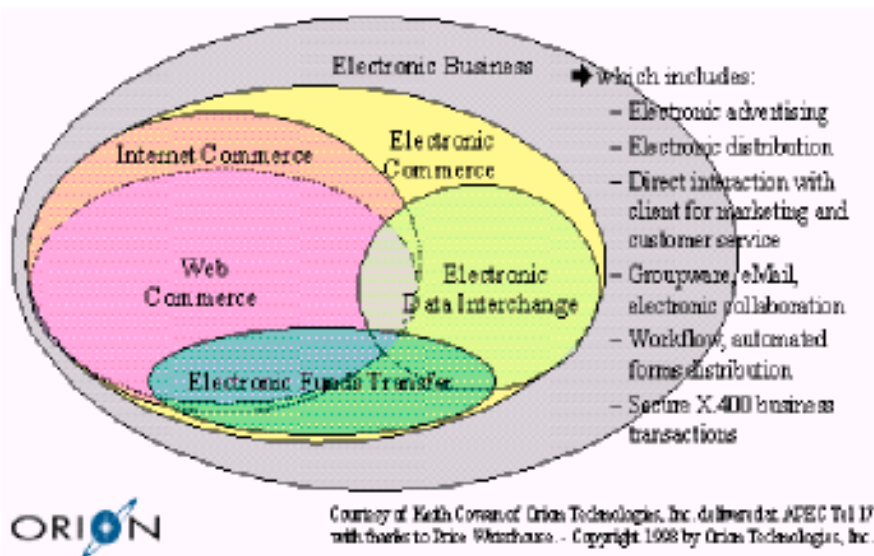 Electronic Business
➔ which includes:
– Electronic advertising
– Electronic distribution
– Direct interaction with
client for marketing and
customer service
– Groupware, eMail,
electronic collaboration
– Workflow, automated
forms distribution
– Secure X.400 business
transactions
Electronic
Commerce
Internet Commerce
Web
Commerce
Electronic
Data Interchange
Electronic Funds Transfer
ORION
Courtesy of Keith Cowan of Orion Technologies, Inc. delivered at APEC Tel 17
with thanks to Price Waterhouse. - Copyright 1998 by Orion Technologies, Inc.